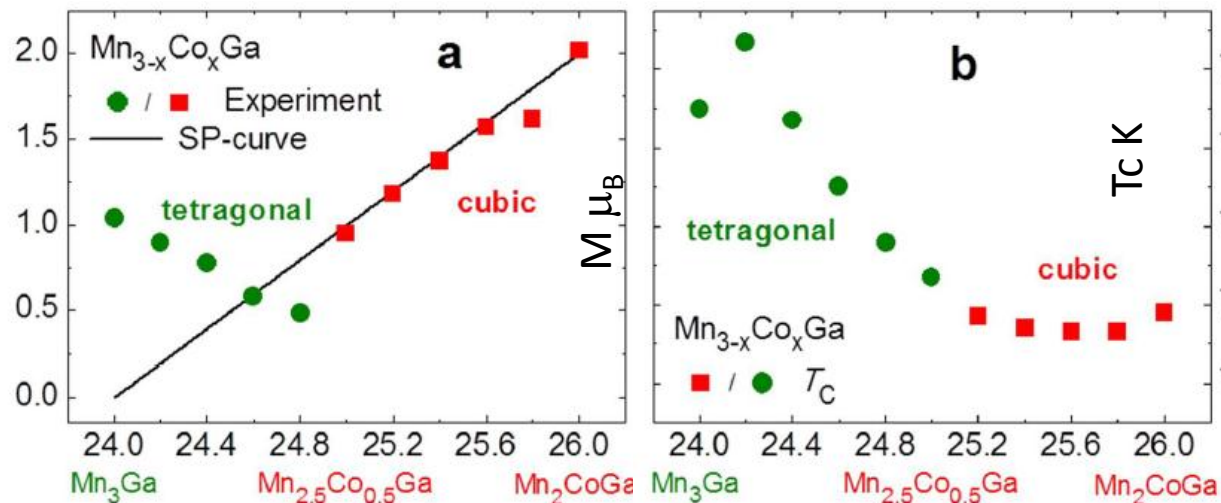 a
Mn3-xCoxGa
/ Experiment
SP-curve
tetragonal
cubic
2.0
1.5
1.0
0.5
0.0
M μB
24.0 24.4 24.8 25.2 25.6 26.0
Mn3Ga Mn2.5Co0.5Ga Mn2CoGa
b
Tc K
tetragonal
cubic
Mn3-xCoxGa
/ TC
24.0 24.4 24.8 25.2 25.6 26.0
Mn3Ga Mn2.5Co0.5Ga Mn2CoGa